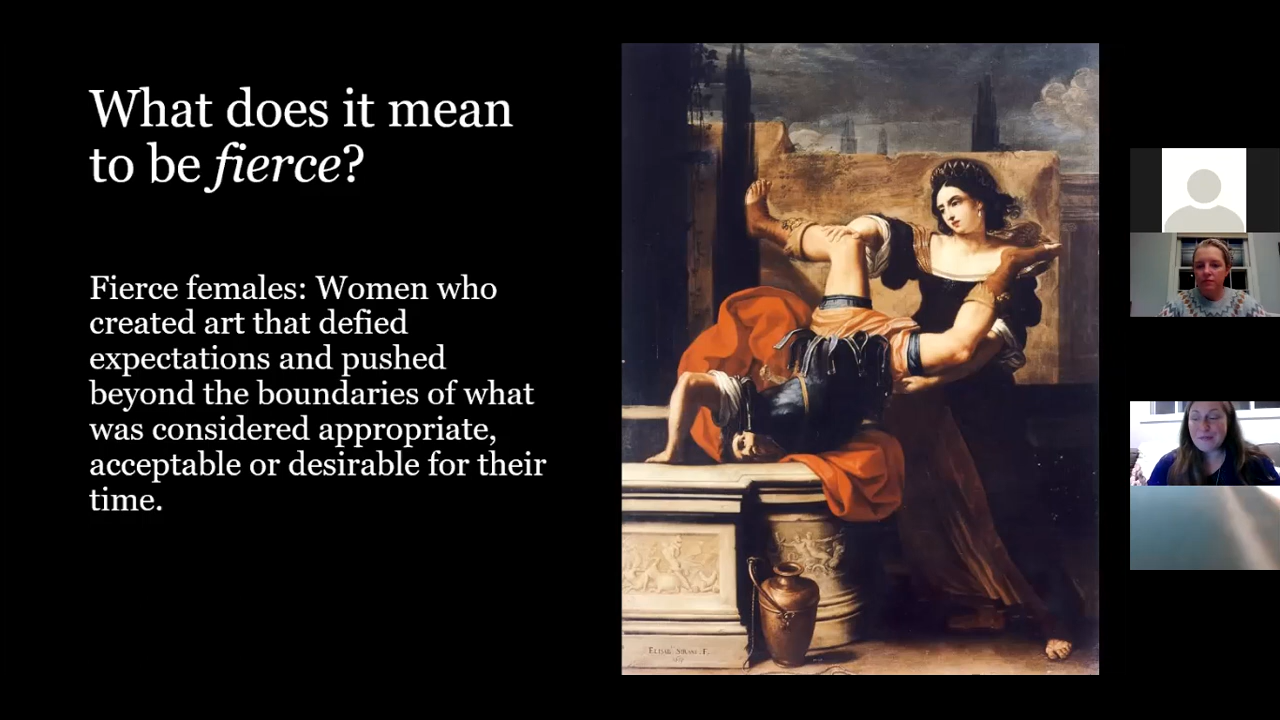 What does it mean
to be fierce?
Fierce females: Women who
created art that defied
expectations and pushed
beyond the boundaries of what
was considered appropriate,
acceptable or desirable for their
time.